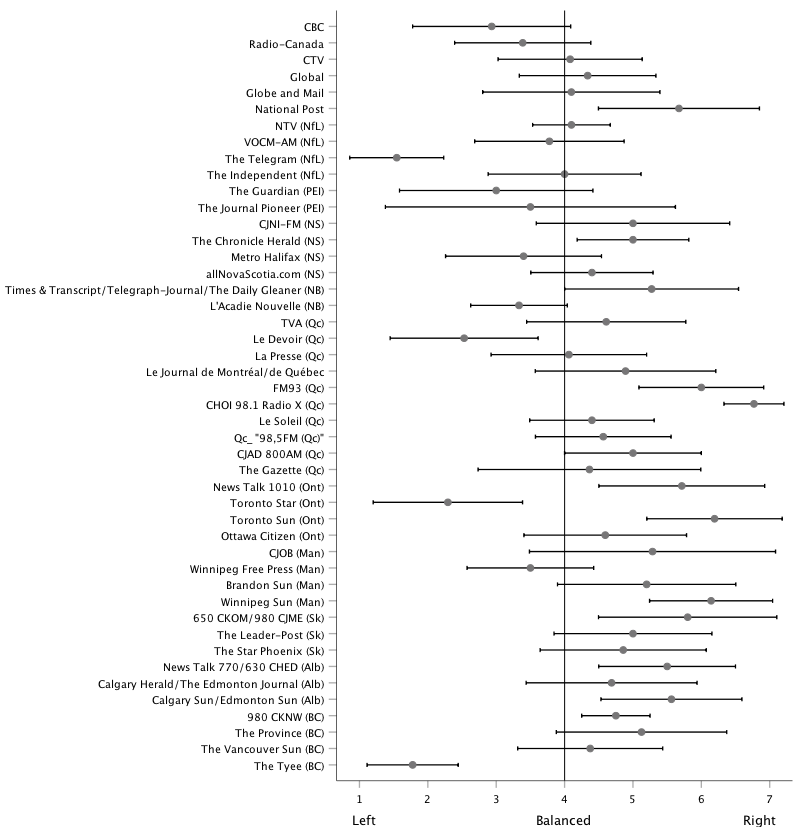 CBC
Radio-Canada
CTV
Global
Globe and Mail
National Post
NTV (NfL)
VOCM-AM (NfL)
The Telegram (NfL)
The Independent (NfL)
The Guardian (PEI)
The Journal Pioneer (PEI)
CJNI-FM (NS)
The Chronicle Herald (NS)
Metro Halifax (NS)
allNovaScotia.com (NS)
Times & Transcript/Telegraph-Journal/The Daily Gleaner (NB)
L'Acadie Nouvelle (NB)
TVA (Qc)
Le Devoir (Qc)
La Presse (Qc)
Le Journal de Montréal/de Québec
FM93 (Qc)
CHOI 98.1 Radio X (Qc)
Le Soleil (Qc)
Qc_ "98,5FM (Qc)"
CJAD 800AM (Qc)
The Gazette (Qc)
News Talk 1010 (Ont)
Toronto Star (Ont)
Toronto Sun (Ont)
Ottawa Citizen (Ont)
CJOB (Man)
Winnipeg Free Press (Man)
Brandon Sun (Man)
Winnipeg Sun (Man)
650 CKOM/980 CJME (Sk)
The Leader-Post (Sk)
The Star Phoenix (Sk)
News Talk 770/630 CHED (Alb)
Calgary Herald/The Edmonton Journal (Alb)
Calgary Sun/Edmonton Sun (Alb)
980 CKNW (BC)
The Province (BC)
The Vancouver Sun (BC)
The Tyee (BC)
1 2 3 4 5 6 7
Left Balanced Right